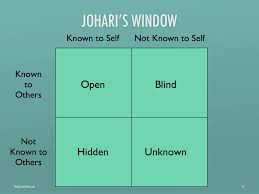 JOHARI'S WINDOW
Known to Self Not Known to Self
Known
to
Others
Open Blind
Not
Known to
Others
Hidden Unknown